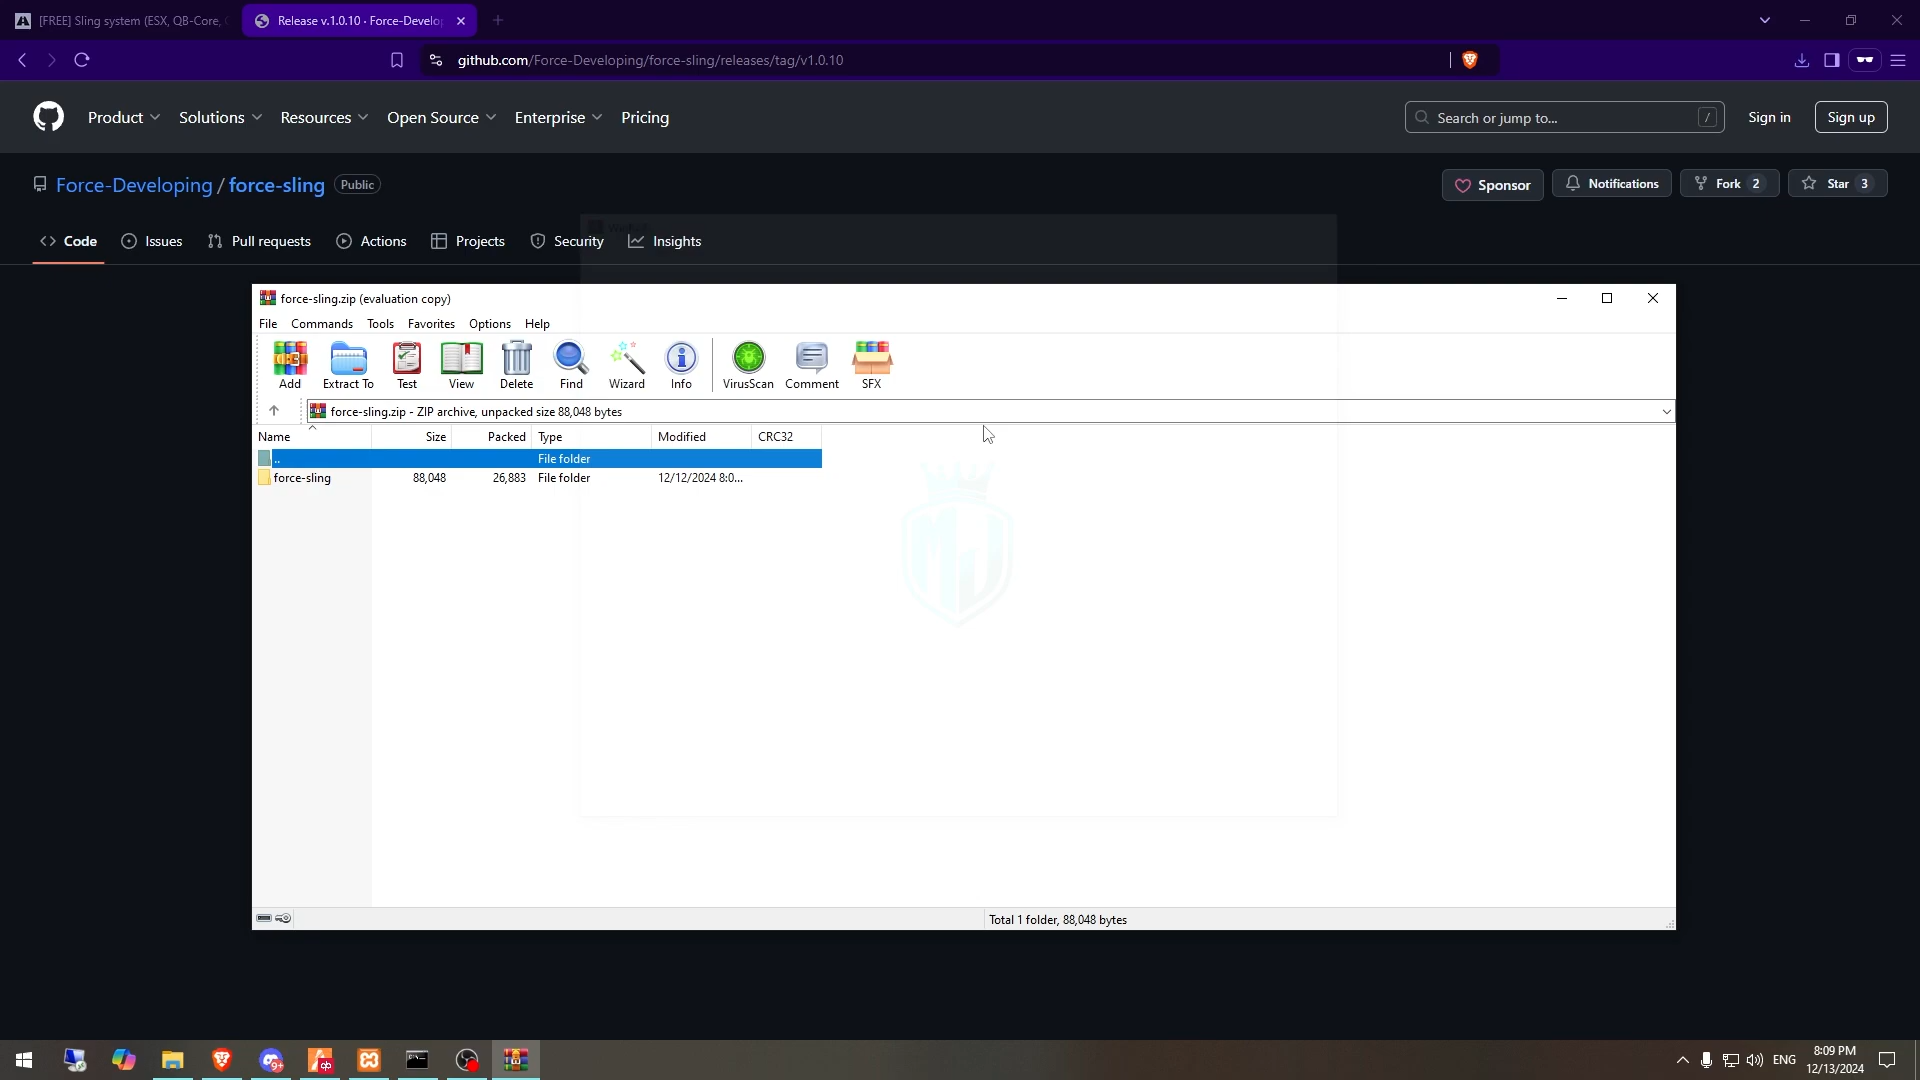 [FREE] Sling system (ESX, QB-Core,
Release v.1.0.10 · Force-Develo
github.com/Force-Developing/force-sling/releases/tag/v1.0.10
Product
Solutions
Resources
Open Source
Enterprise
Pricing
Search or jump to...
/
Sign in
Sign up
Force-Developing / force-sling
Public
Sponsor
Notifications
Fork 2
Star 3
Code
Issues
Pull requests
Actions
Projects
Security
Insights
force-sling.zip (evaluation copy)
File Commands Tools Favorites Options Help
Add
Extract To
Test
View
Delete
Find
Wizard
Info
VirusScan
Comment
SFX
force-sling.zip - ZIP archive, unpacked size 88,048 bytes
Name Size Packed Type Modified CRC32
.. File folder
force-sling 88,048 26,883 File folder 12/12/2024 8:0...
MJ
Total 1 folder, 88,048 bytes
9+
ENG
8:09 PM
12/13/2024